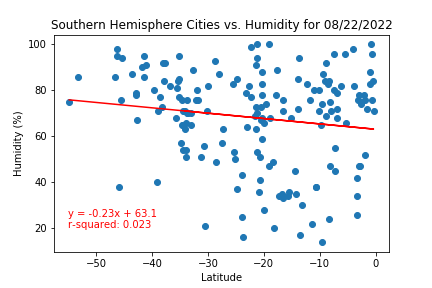 Southern Hemisphere Cities vs. Humidity for 08/22/2022
100
80
60
40
20
Humidity (%)
y = -0.23x + 63.1
r-squared: 0.023
−50
−40
−30
−20
−10
0
Latitude